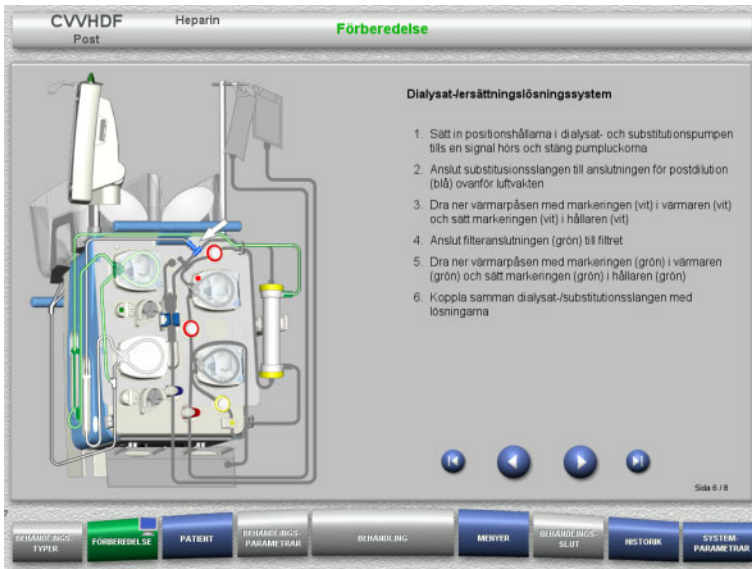 CVVHDF
Post
Heparin
Förberedelse
Dialysat-/ersättningslösningssystem
1. Sätt in positionshållarna i dialysat- och substitutionspumpen
tills en signal hörs och stäng pumpluckorna
2. Anslut substitusionsslangen till anslutningen för postdilution
(blå) ovanför luftvakten
3. Dra ner värmarpåsen med markeringen (vit) i värmaren (vit)
och sätt markeringen (vit) i hållaren (vit)
4. Anslut filteranslutningen (grön) till filtret
5. Dra ner värmarpåsen med markeringen (grön) i värmaren
(grön) och sätt markeringen (grön) i hållaren (grön)
6. Koppla samman dialysat-/substitutionsslangen med
lösningarna
Sida 6 / 8
BEHANDLINGS-
TYPER
FÖRBEREDELSE
PATIENT
BEHANDLINGS-
PARAMETRAR
BEHANDLING
MENYER
BEHANDLINGS-
SLUT
HISTORIK
SYSTEM-
PARAMETRAR